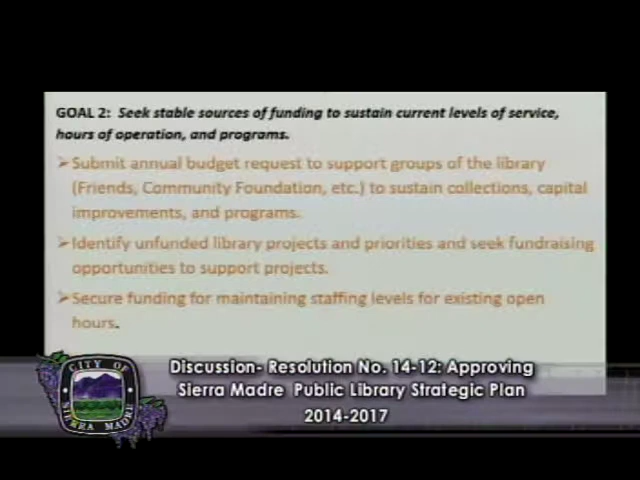 GOAL 2: Seek stable sources of funding to sustain current levels of service,
hours of operation, and programs.
➢Submit annual budget request to support groups of the library
(Friends, Community Foundation, etc.) to sustain collections, capital
improvements, and programs.
➢Identify unfunded library projects and priorities and seek fundraising
opportunities to support projects.
➢Secure funding for maintaining staffing levels for existing open
hours.
Discussion- Resolution No. 14-12: Approving
Sierra Madre Public Library Strategic Plan
2014-2017
CITY OF
SIERRA MADRE